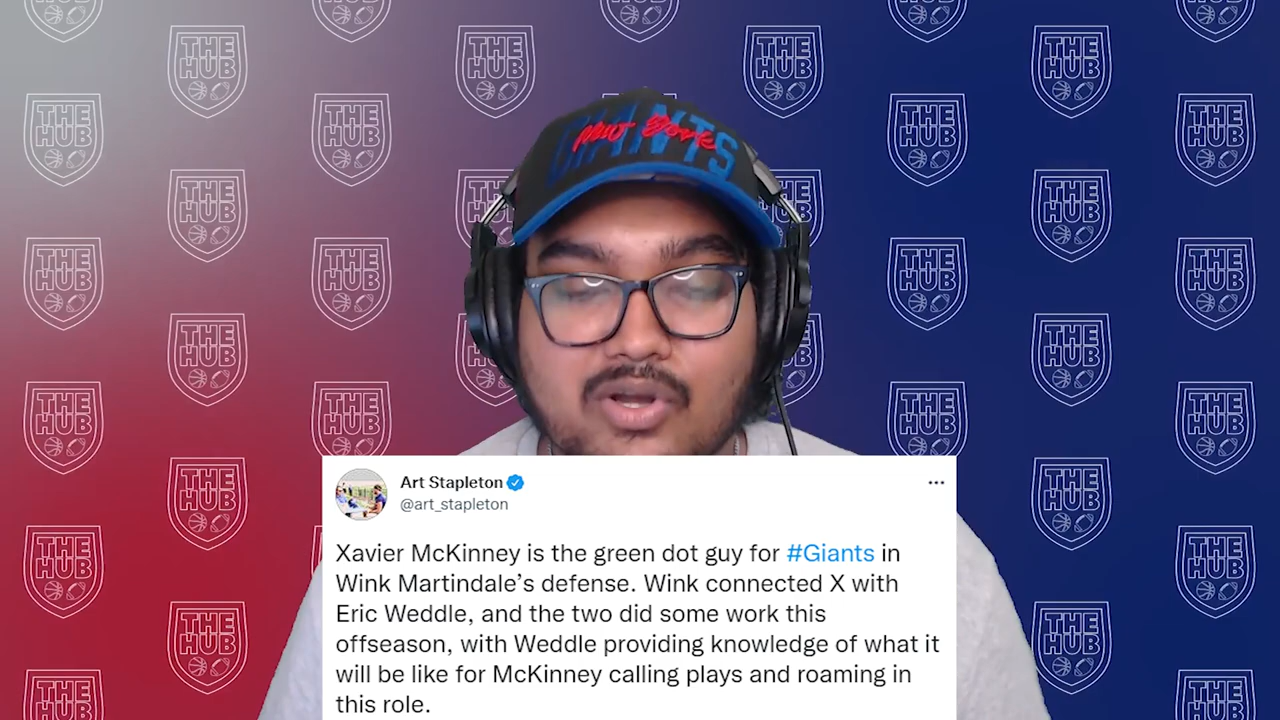 THE
HUB
New York
GIANTS
Art Stapleton
@art_stapleton
Xavier McKinney is the green dot guy for #Giants in
Wink Martindale’s defense. Wink connected X with
Eric Weddle, and the two did some work this
offseason, with Weddle providing knowledge of what it
will be like for McKinney calling plays and roaming in
this role.